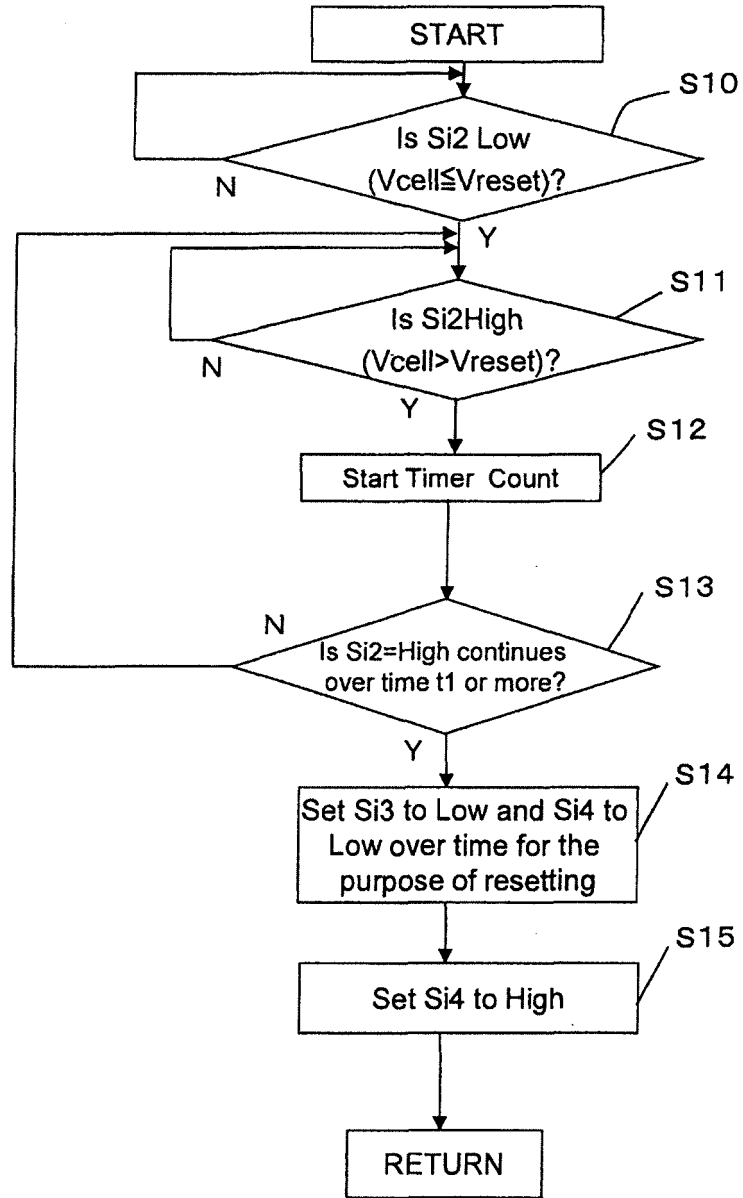 START
S10
Is Si2 Low
(Vcell≦Vreset)?
N
Y
S11
Is Si2High
(Vcell>Vreset)?
N
Y
S12
Start Timer Count
S13
N
Is Si2=High continues
over time t1 or more?
Y
S14
Set Si3 to Low and Si4 to
Low over time for the
purpose of resetting
S15
Set Si4 to High
RETURN